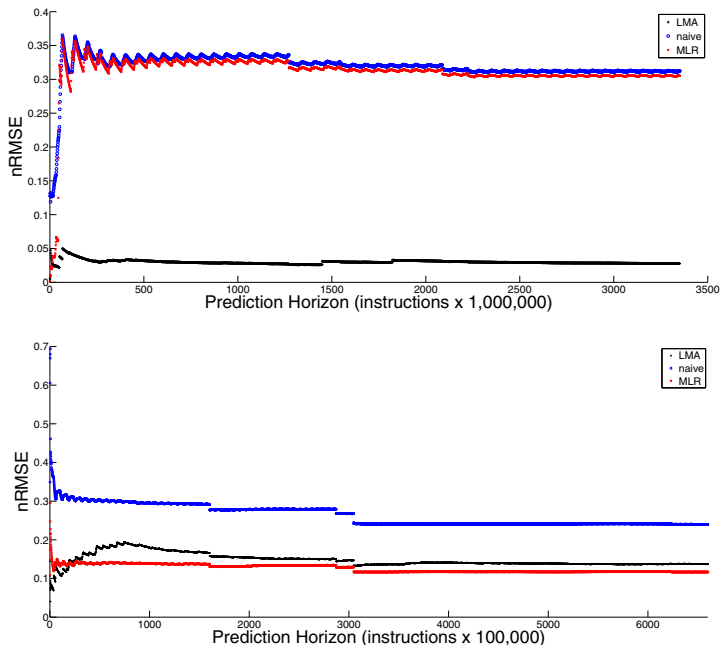 0.4
LMA
naive
MLR
0.35
0.3
0.25
0.2
0.15
0.1
0.05
0
nRMSE
0 500 1000 1500 2000 2500 3000 3500
Prediction Horizon (instructions x 1,000,000)
0.7
LMA
naive
MLR
0.6
0.5
0.4
0.3
0.2
0.1
0
nRMSE
0 1000 2000 3000 4000 5000 6000
Prediction Horizon (instructions x 100,000)